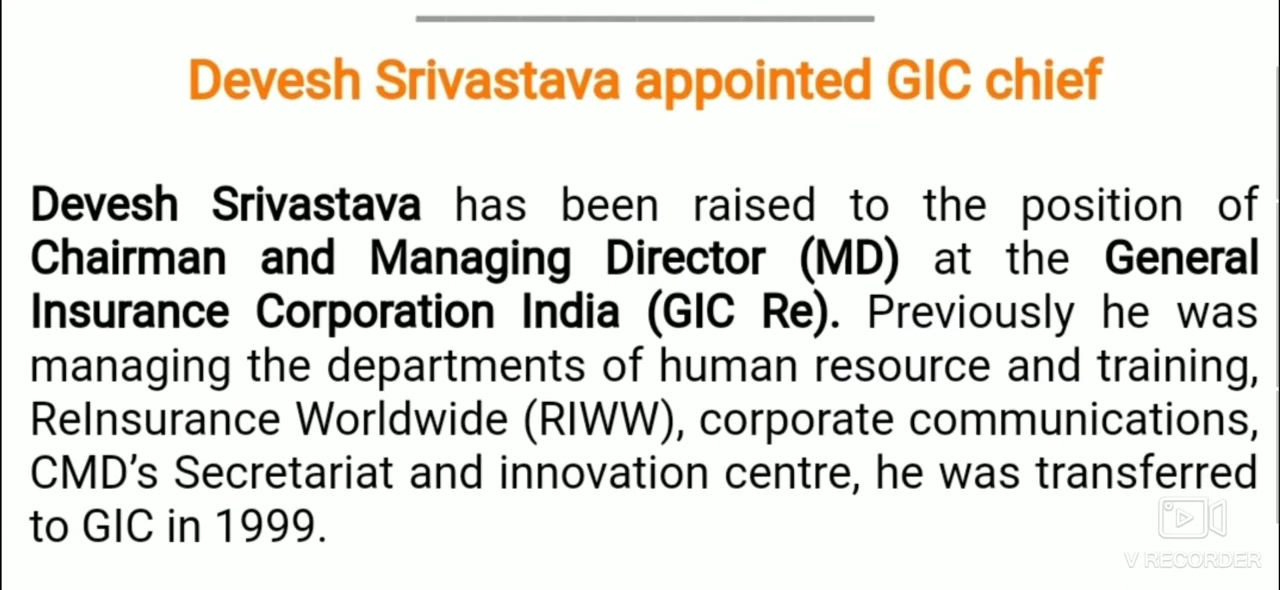 Devesh Srivastava appointed GIC chief
Devesh Srivastava has been raised to the position of
Chairman and Managing Director (MD) at the General
Insurance Corporation India (GIC Re). Previously he was
managing the departments of human resource and training,
ReInsurance Worldwide (RIWW), corporate communications,
CMD's Secretariat and innovation centre, he was transferred
to GIC in 1999.
V RECORDER